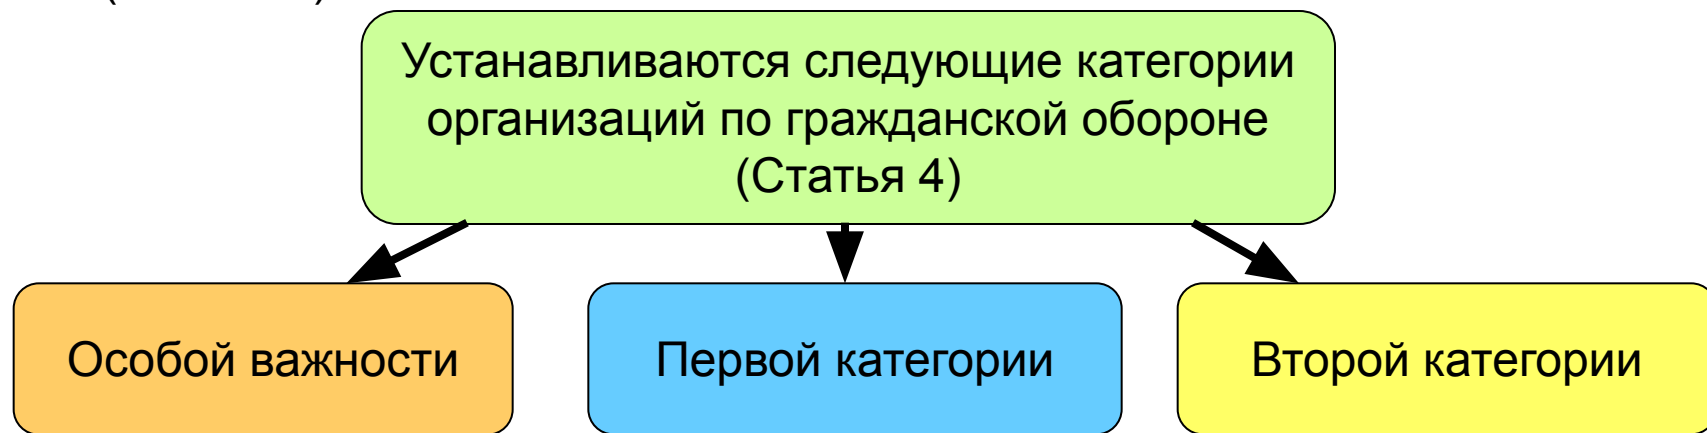 Устанавливаются следующие категории
организаций по гражданской обороне
(Статья 4)
Особой важности
Первой категории
Второй категории